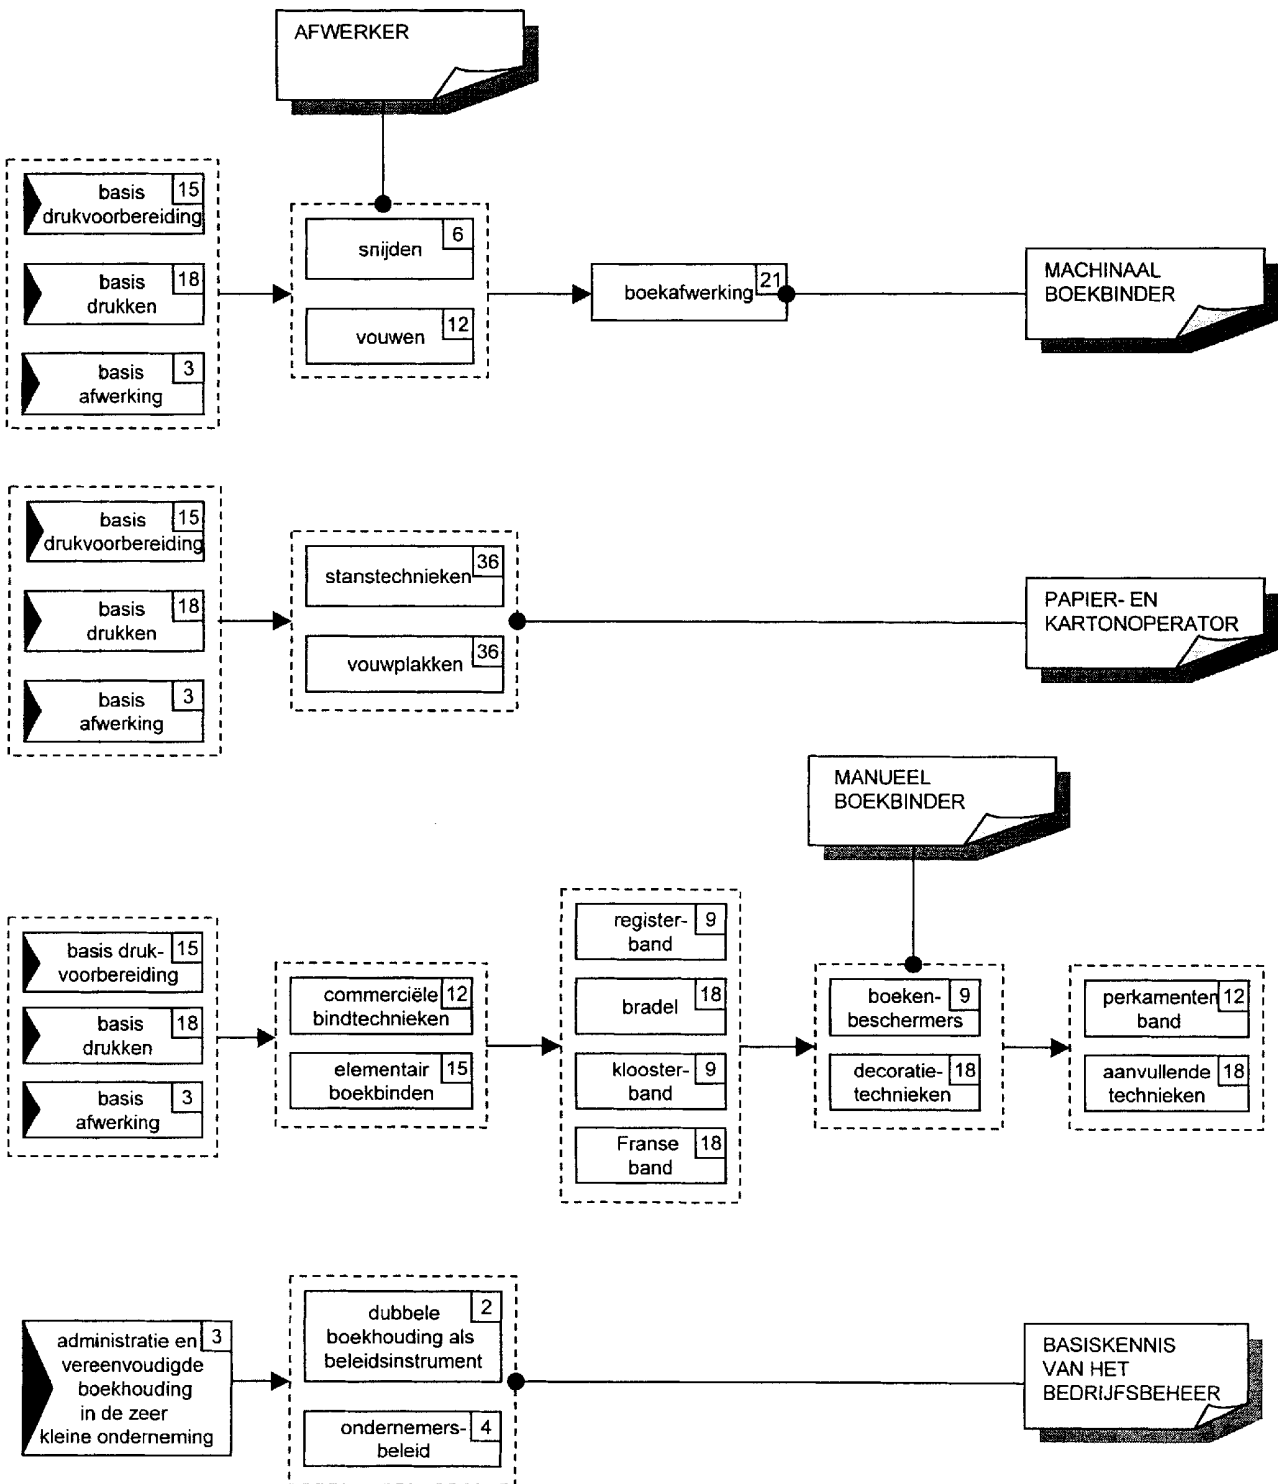 AFWERKER
basis 15
drukvoorbereiding
basis 18
drukken
basis 3
afwerking
snijden 6
vouwen 12
boekafwerking 21
MACHINAAL
BOEKBINDER
basis 15
drukvoorbereiding
basis 18
drukken
basis 3
afwerking
stanstechnieken 36
vouwplakken 36
PAPIER- EN
KARTONOPERATOR
MANUEEL
BOEKBINDER
basis druk- 15
voorbereiding
basis 18
drukken
basis 3
afwerking
commerciële 12
bindtechnieken
elementair 15
boekbinden
register- 9
band
bradel 18
klooster- 9
band
Franse 18
band
boeken- 9
beschermers
decoratie- 18
technieken
perkamenten 12
band
aanvullende 18
technieken
administratie en 3
vereenvoudigde
boekhouding
in de zeer
kleine onderneming
dubbele 2
boekhouding als
beleidsinstrument
ondernemers- 4
beleid
BASISKENNIS
VAN HET
BEDRIJFSBEHEER